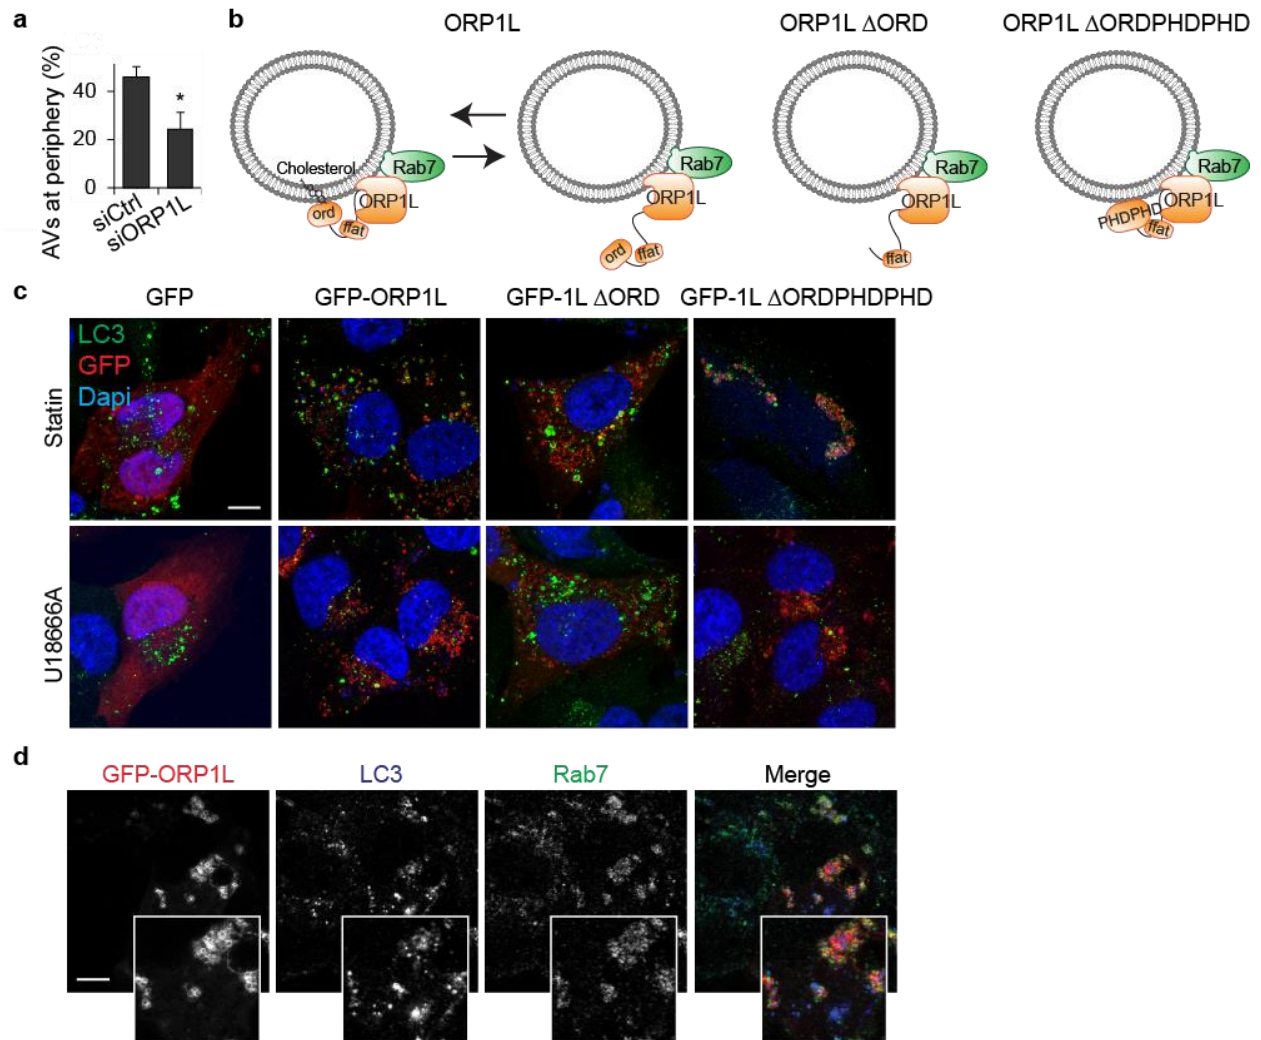 a
AVs at periphery (%)
40
20
0
*
siCtrl
siORP1L
b
ORP1L
ORP1L ΔORD
ORP1L ΔORDPHDPHD
Cholesterol
Rab7
ORP1L
ord
ffat
Rab7
ORP1L
ord
ffat
Rab7
ORP1L
ffat
Rab7
ORP1L
PHDPHD
ffat
c
GFP
GFP-ORP1L
GFP-1L ΔORD
GFP-1L ΔORDPHDPHD
LC3
GFP
Dapi
Statin
U18666A
d
GFP-ORP1L
LC3
Rab7
Merge